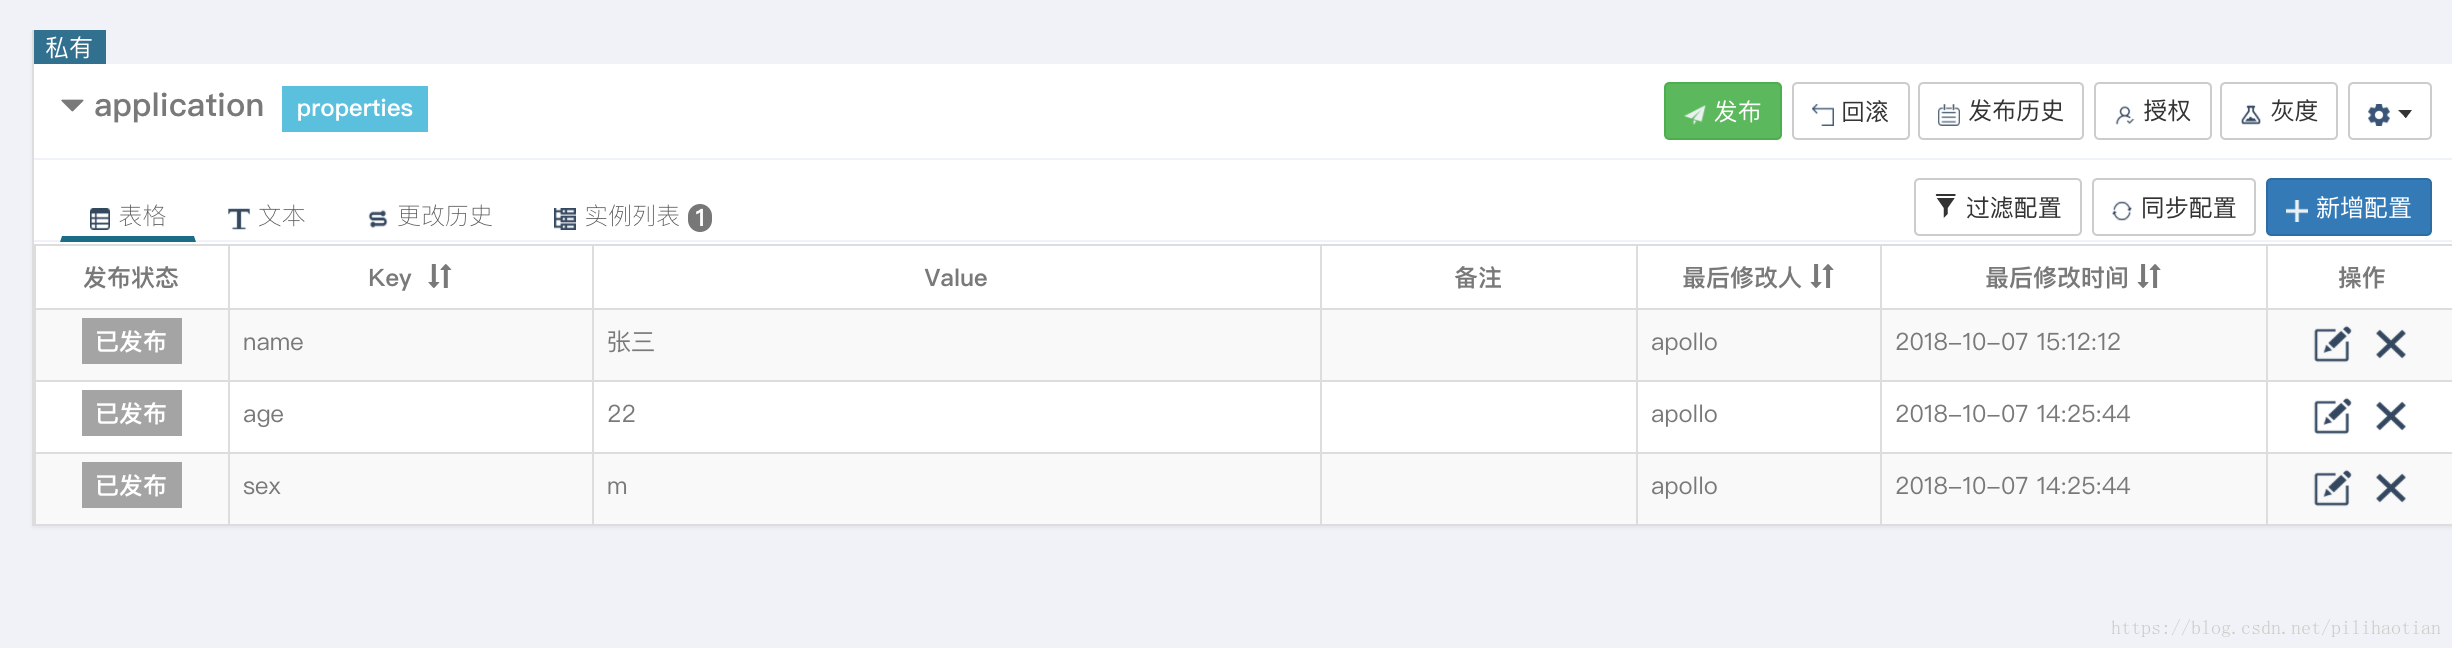 私有
application properties 发布 回滚 发布历史 授权 灰度
表格 文本 更改历史 实例列表 1 过滤配置 同步配置 新增配置
发布状态 Key Value 备注 最后修改人 最后修改时间 操作
已发布 name 张三 apollo 2018-10-07 15:12:12
已发布 age 22 apollo 2018-10-07 14:25:44
已发布 sex m apollo 2018-10-07 14:25:44
https://blog.csdn.net/pilihaotian